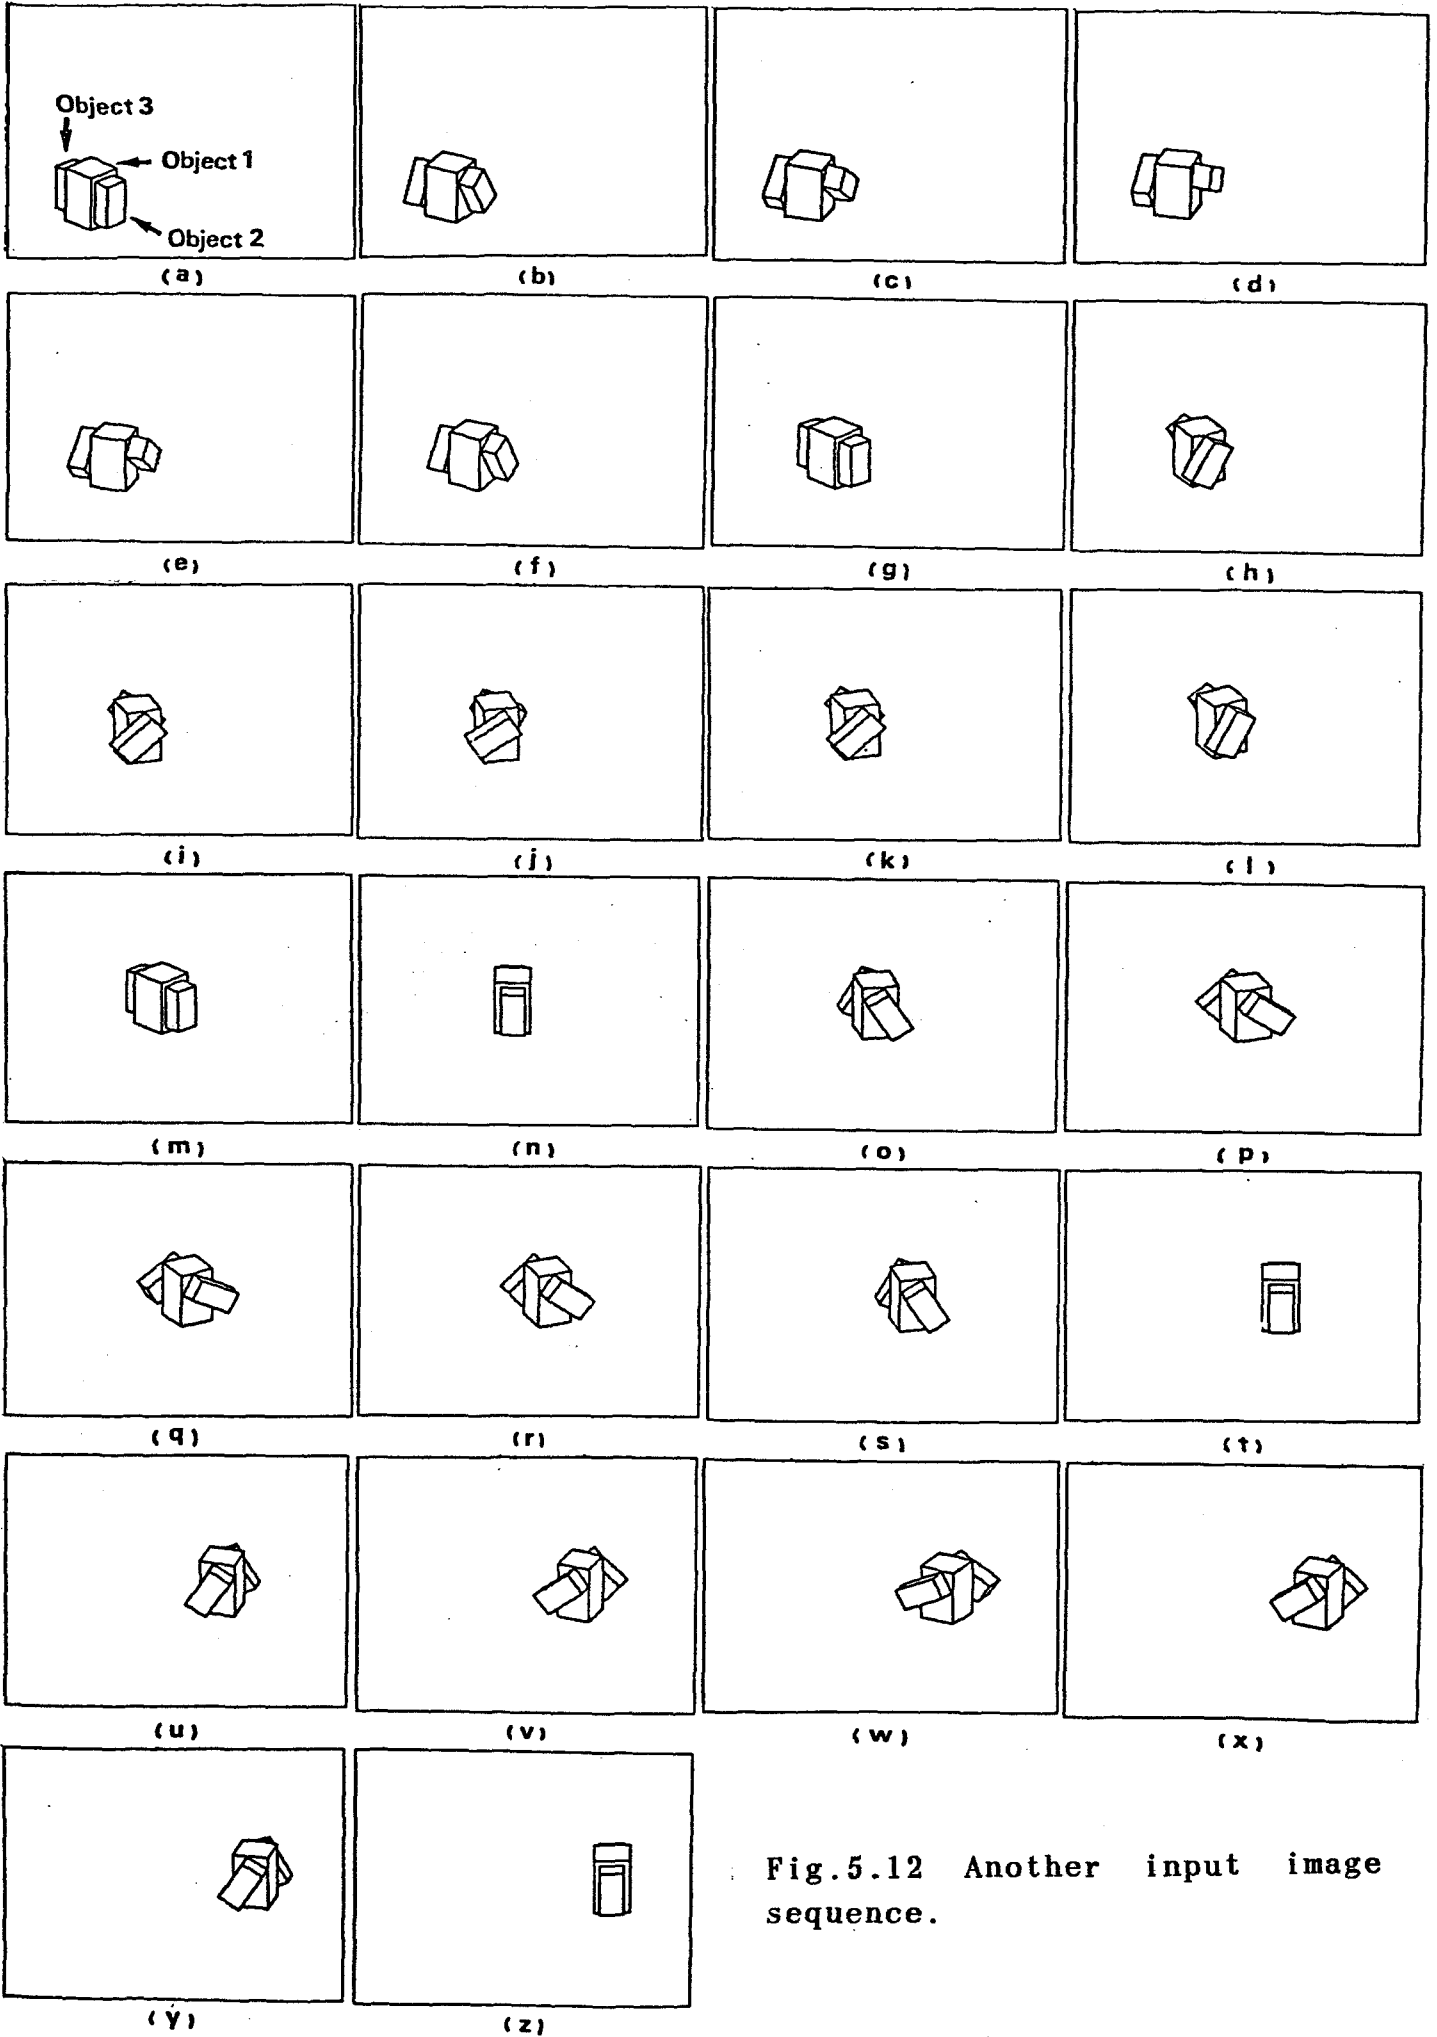 Object 3
Object 1
Object 2
(a)
(b)
(c)
(d)
(e)
(f)
(g)
(h)
(i)
(j)
(k)
(l)
(m)
(n)
(o)
(p)
(q)
(r)
(s)
(t)
(u)
(v)
(w)
(x)
(y)
(z)
Fig.5.12 Another input image
sequence.